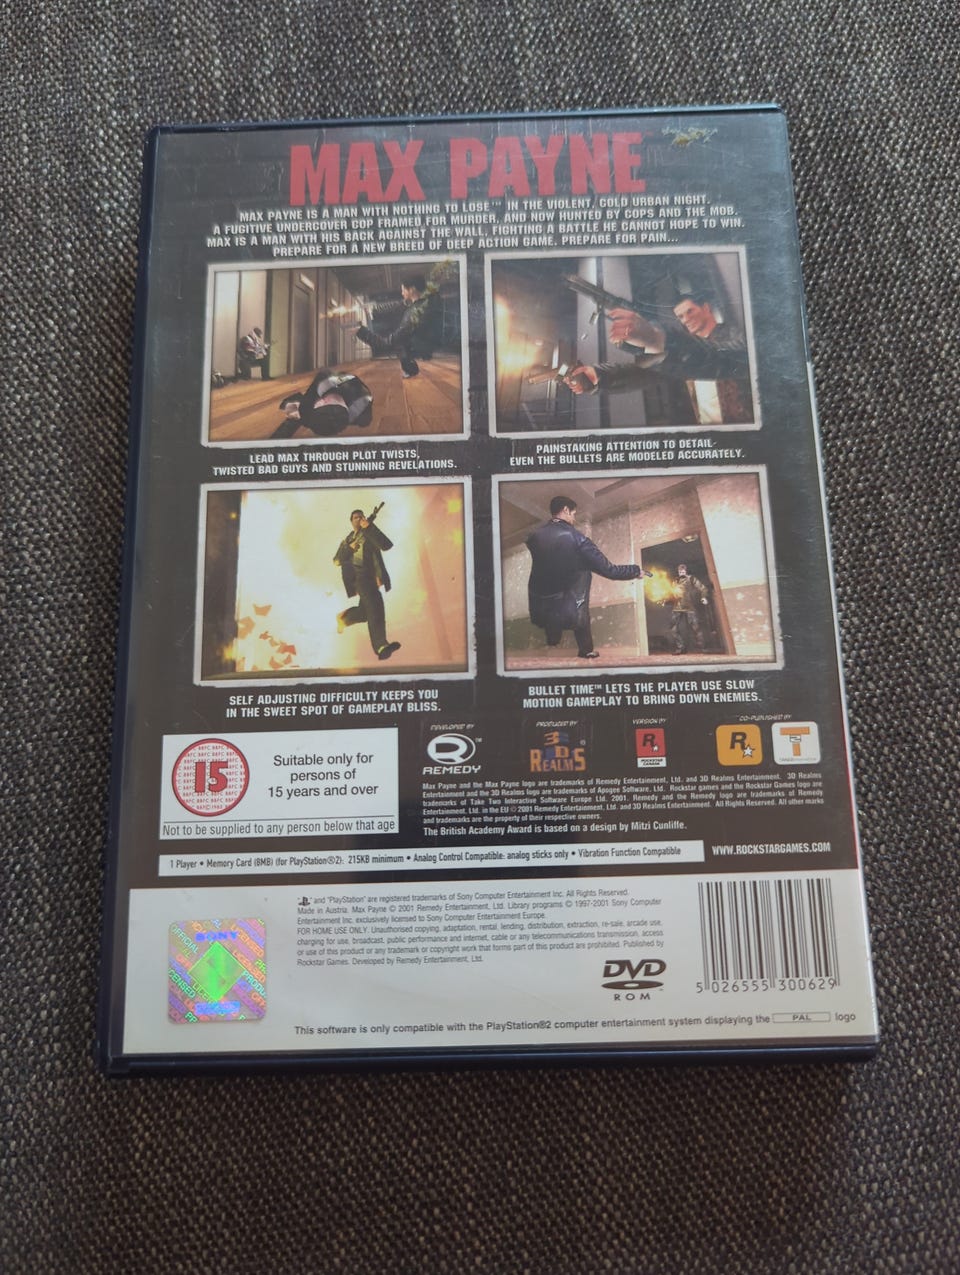 MAX PAYNE
MAX PAYNE IS A MAN WITH NOTHING TO LOSE™ IN THE VIOLENT, COLD URBAN NIGHT.
A FUGITIVE UNDERCOVER COP FRAMED FOR MURDER, AND NOW HUNTED BY COPS AND THE MOB.
MAX IS A MAN WITH HIS BACK AGAINST THE WALL, FIGHTING A BATTLE HE CANNOT HOPE TO WIN.
PREPARE FOR A NEW BREED OF DEEP ACTION GAME. PREPARE FOR PAIN...
LEAD MAX THROUGH PLOT TWISTS,
TWISTED BAD GUYS AND STUNNING REVELATIONS.
PAINSTAKING ATTENTION TO DETAIL-
EVEN THE BULLETS ARE MODELED ACCURATELY.
SELF ADJUSTING DIFFICULTY KEEPS YOU
IN THE SWEET SPOT OF GAMEPLAY BLISS.
BULLET TIME™ LETS THE PLAYER USE SLOW
MOTION GAMEPLAY TO BRING DOWN ENEMIES.
15
Suitable only for
persons of
15 years and over
Not to be supplied to any person below that age
DEVELOPED BY
REMEDY™
PRODUCED BY
3D REALMS
VERSION BY
R★
ROCKSTAR
CANADA
CO-PUBLISHED BY
R★
Max Payne and the Max Payne logo are trademarks of Remedy Entertainment, Ltd. and 3D Realms Entertainment. 3D Realms
Entertainment and the 3D Realms logo are trademarks of Apogee Software, Ltd. Rockstar games and the Rockstar Games logo are
trademarks of Take Two Interactive Software Europe Ltd. 2001. Remedy and the Remedy logo are trademarks of Remedy
Entertainment, Ltd. in the EU © 2001 Remedy Entertainment, Ltd. and 3D Realms Entertainment. All Rights Reserved. All other marks
and trademarks are the property of their respective owners.
The British Academy Award is based on a design by Mitzi Cunliffe.
1 Player • Memory Card (8MB) (for PlayStation®2): 215KB minimum • Analog Control Compatible: analog sticks only • Vibration Function Compatible
WWW.ROCKSTARGAMES.COM
" " and "PlayStation" are registered trademarks of Sony Computer Entertainment Inc. All Rights Reserved.
Made in Austria. Max Payne © 2001 Remedy Entertainment, Ltd. Library programs © 1997-2001 Sony Computer
Entertainment Inc. exclusively licensed to Sony Computer Entertainment Europe.
FOR HOME USE ONLY. Unauthorised copying, adaptation, rental, lending, distribution, extraction, re-sale, arcade use,
charging for use, broadcast, public performance and internet, cable or any telecommunications transmission, access
or use of this product or any trademark or copyright work that forms part of this product are prohibited. Published by
Rockstar Games. Developed by Remedy Entertainment, Ltd.
SONY
DVD
ROM
5 026555 300629
This software is only compatible with the PlayStation®2 computer entertainment system displaying the PAL logo